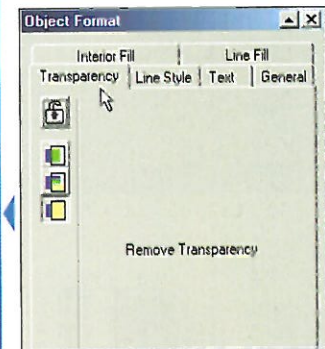 Object Format
Interior Fill Line Fill
Transparency Line Style Text General
Remove Transparency